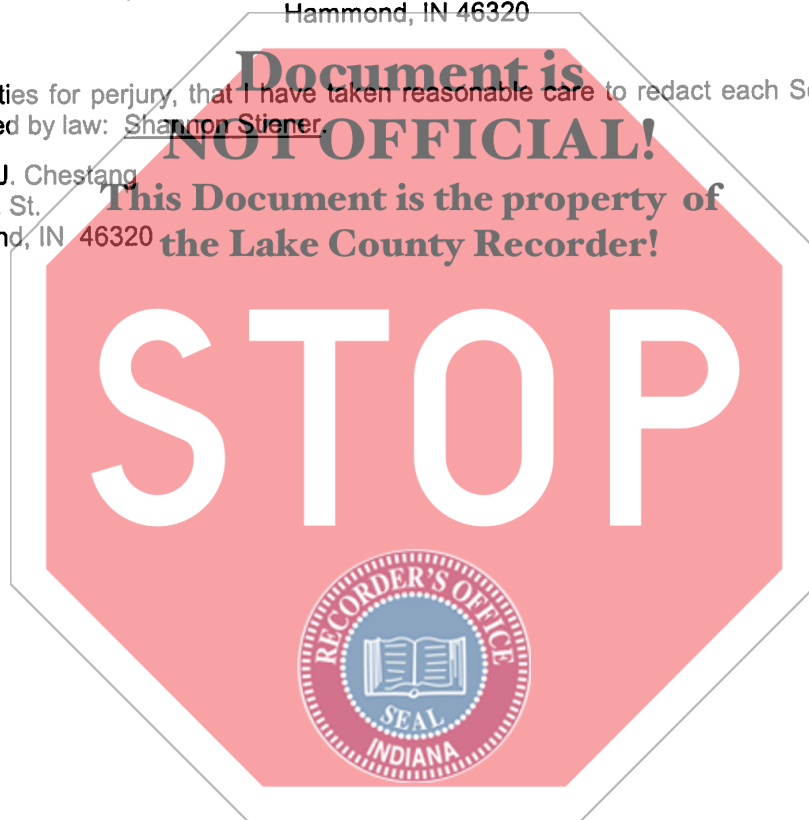 Hammond, IN 46320
Document is
ties for perjury, that I have taken reasonable care to redact each S
ed by law: Shannon Stiener.
NOT OFFICIAL!
J. Chestang
This Document is the property of
St.
nd, IN 46320
the Lake County Recorder!
STOP
RECORDER'S OFFICE
SEAL
INDIANA